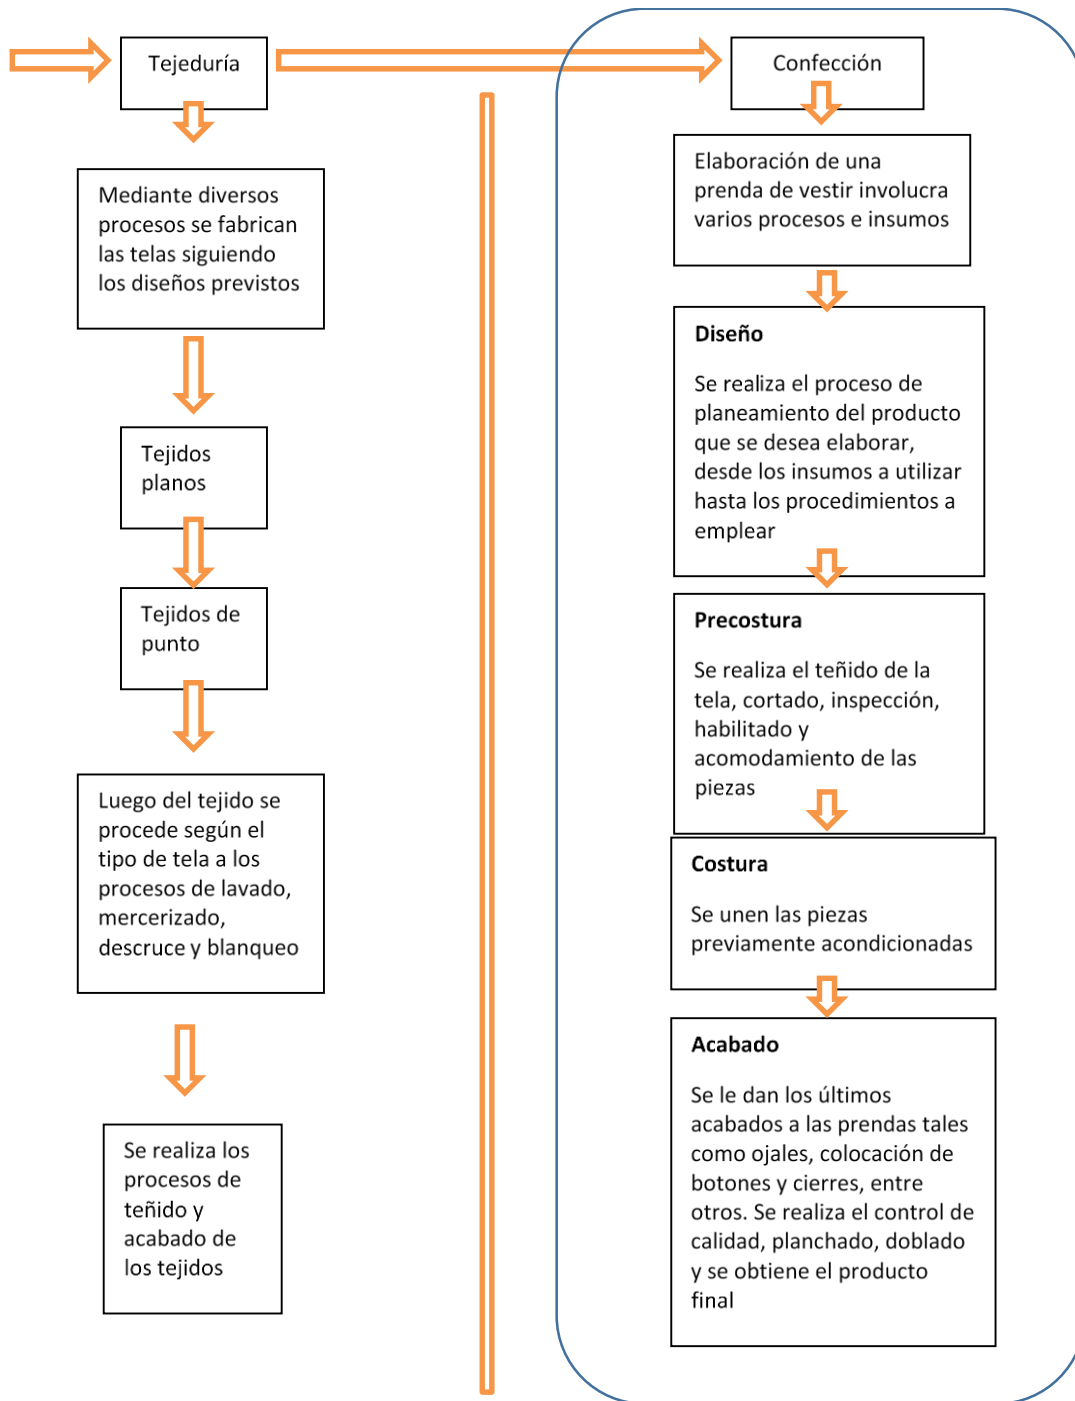 Tejeduría
Mediante diversos
procesos se fabrican
las telas siguiendo
los diseños previstos
Tejidos
planos
Tejidos de
punto
Luego del tejido se
procede según el
tipo de tela a los
procesos de lavado,
mercerizado,
descruce y blanqueo
Se realiza los
procesos de
teñido y
acabado de
los tejidos
Confección
Elaboración de una
prenda de vestir involucra
varios procesos e insumos
Diseño
Se realiza el proceso de
planeamiento del producto
que se desea elaborar,
desde los insumos a utilizar
hasta los procedimientos a
emplear
Precostura
Se realiza el teñido de la
tela, cortado, inspección,
habilitado y
acomodamiento de las
piezas
Costura
Se unen las piezas
previamente acondicionadas
Acabado
Se le dan los últimos
acabados a las prendas tales
como ojales, colocación de
botones y cierres, entre
otros. Se realiza el control de
calidad, planchado, doblado
y se obtiene el producto
final